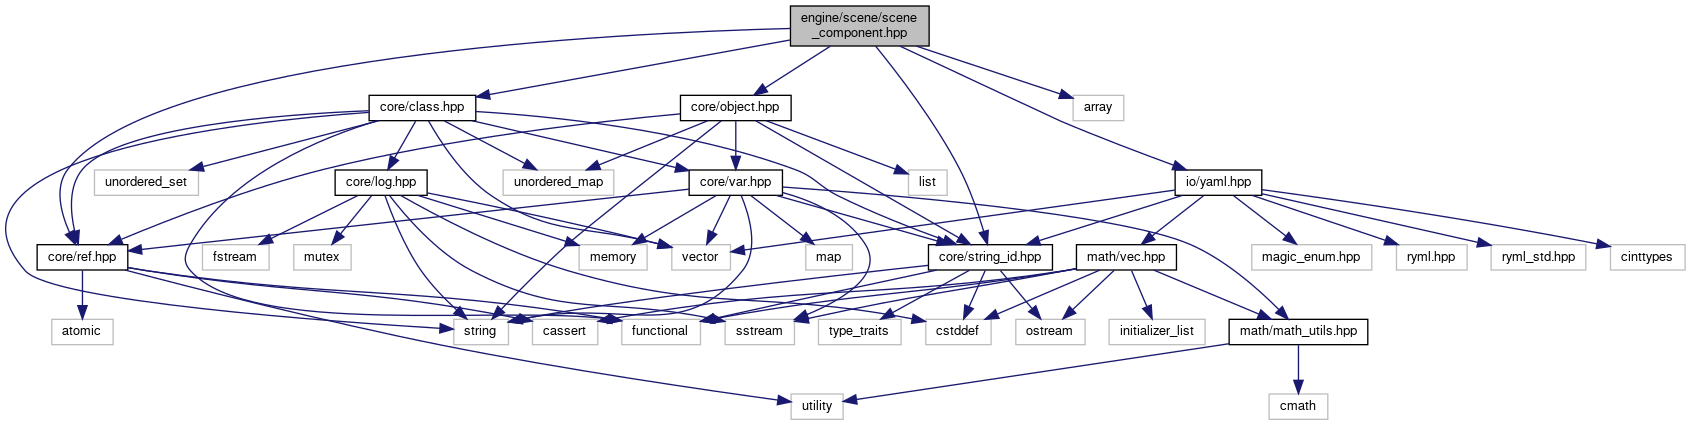 engine/scene/scene
_component.hpp
core/class.hpp
core/object.hpp
array
unordered_set
core/log.hpp
unordered_map
core/var.hpp
list
io/yaml.hpp
core/ref.hpp
fstream
mutex
memory
vector
map
core/string_id.hpp
math/vec.hpp
magic_enum.hpp
ryml.hpp
ryml_std.hpp
cinttypes
atomic
string
cassert
functional
sstream
type_traits
cstddef
ostream
initializer_list
math/math_utils.hpp
utility
cmath